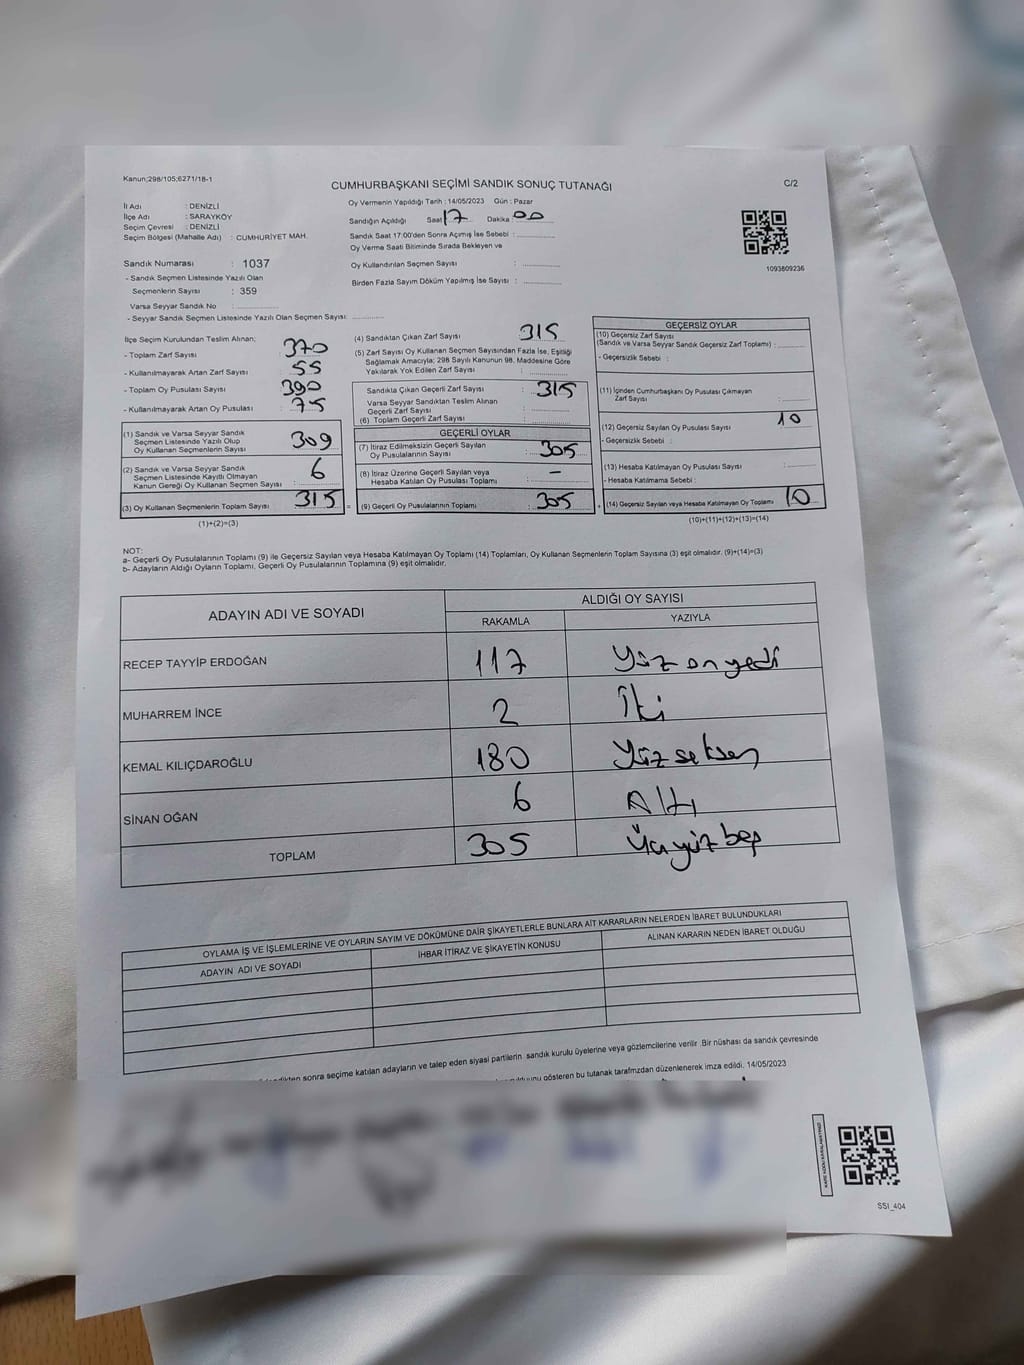 Kanun;298/105;6271/18-1
CUMHURBAŞKANI SEÇİMİ SANDIK SONUÇ TUTANAĞI
C/2
İl Adı : DENİZLİ
İlçe Adı : SARAYKÖY
Seçim Çevresi : DENİZLİ
Seçim Bölgesi (Mahalle Adı) : CUMHURİYET MAH.
Sandık Numarası : 1037
- Sandık Seçmen Listesinde Yazılı Olan
Seçmenlerin Sayısı : 359
Varsa Seyyar Sandık No :
- Seyyar Sandık Seçmen Listesinde Yazılı Olan Seçmen Sayısı:
Oy Vermenin Yapıldığı Tarih : 14/05/2023 Gün : Pazar
Sandığın Açıldığı Saat 17 Dakika 00
Sandık Saat 17:00'den Sonra Açımış İse Sebebi :
Oy Verme Saati Bitiminde Sırada Bekleyen ve
Oy Kullandırılan Seçmen Sayısı :
Birden Fazla Sayım Döküm Yapılmış İse Sayısı :
1093809236
İlçe Seçim Kurulundan Teslim Alınan;
- Toplam Zarf Sayısı : 370
- Kullanılmayarak Artan Zarf Sayısı : 55
- Toplam Oy Pusulası Sayısı : 390
- Kullanılmayarak Artan Oy Pusulası : 75
(1) Sandık ve Varsa Seyyar Sandık
Seçmen Listesinde Yazılı Olup
Oy Kullanan Seçmenlerin Sayısı : 309
(2) Sandık ve Varsa Seyyar Sandık
Seçmen Listesinde Kayıtlı Olmayan
Kanun Gereği Oy Kullanan Seçmen Sayısı : 6
(3) Oy Kullanan Seçmenlerin Toplam Sayısı : 315
(1)+(2)=(3)
(4) Sandıktan Çıkan Zarf Sayısı : 315
(5) Zarf Sayısı Oy Kullanan Seçmen Sayısından Fazla İse, Eşitliği
Sağlamak Amacıyla; 298 Sayılı Kanunun 98. Maddesine Göre
Yakılarak Yok Edilen Zarf Sayısı :
Sandıkta Çıkan Geçerli Zarf Sayısı : 315
Varsa Seyyar Sandıktan Teslim Alınan
Geçerli Zarf Sayısı :
(6) Toplam Geçerli Zarf Sayısı :
GEÇERLİ OYLAR
(7) İtiraz Edilmeksizin Geçerli Sayılan
Oy Pusulalarının Sayısı : 305
(8) İtiraz Üzerine Geçerli Sayılan veya
Hesaba Katılan Oy Pusulası Toplamı : -
(9) Geçerli Oy Pusulalarının Toplamı : 305
GEÇERSİZ OYLAR
(10) Geçersiz Zarf Sayısı
(Sandık ve Varsa Seyyar Sandık Geçersiz Zarf Toplamı) :
- Geçersizlik Sebebi :
(11) İçinden Cumhurbaşkanı Oy Pusulası Çıkmayan
Zarf Sayısı :
(12) Geçersiz Sayılan Oy Pusulası Sayısı : 10
- Geçersizlik Sebebi :
(13) Hesaba Katılmayan Oy Pusulası Sayısı :
- Hesaba Katılmama Sebebi :
(14) Geçersiz Sayılan veya Hesaba Katılmayan Oy Toplamı : 10
(10)+(11)+(12)+(13)=(14)
NOT:
a- Geçerli Oy Pusulalarının Toplamı (9) ile Geçersiz Sayılan veya Hesaba Katılmayan Oy Toplamı (14) Toplamları, Oy Kullanan Seçmenlerin Toplam Sayısına (3) eşit olmalıdır. (9)+(14)=(3)
b- Adayların Aldığı Oyların Toplamı, Geçerli Oy Pusulalarının Toplamına (9) eşit olmalıdır.
ADAYIN ADI VE SOYADI
ALDIĞI OY SAYISI
RAKAMLA YAZIYLA
RECEP TAYYİP ERDOĞAN 117 Yüz on yedi
MUHARREM İNCE 2 İki
KEMAL KILIÇDAROĞLU 180 Yüz seksen
SİNAN OĞAN 6 Altı
TOPLAM 305 Üçyüz beş
OYLAMA İŞ VE İŞLEMLERİNE VE OYLARIN SAYIM VE DÖKÜMÜNE DAİR ŞİKAYETLERLE BUNLARA AİT KARARLARIN NELERDEN İBARET BULUNDUKLARI
ADAYIN ADI VE SOYADI İHBAR İTİRAZ VE ŞİKAYETİN KONUSU ALINAN KARARIN NEDEN İBARET OLDUĞU
sonra seçime katılan adayların ve talep eden siyasi partilerin sandık kurulu üyelerine veya gözlemcilerine verilir .Bir nüshası da sandık çevresinde
gösteren bu tutanak tarafımzdan düzenlenerek imza edildi. 14/05/2023
SSI_404